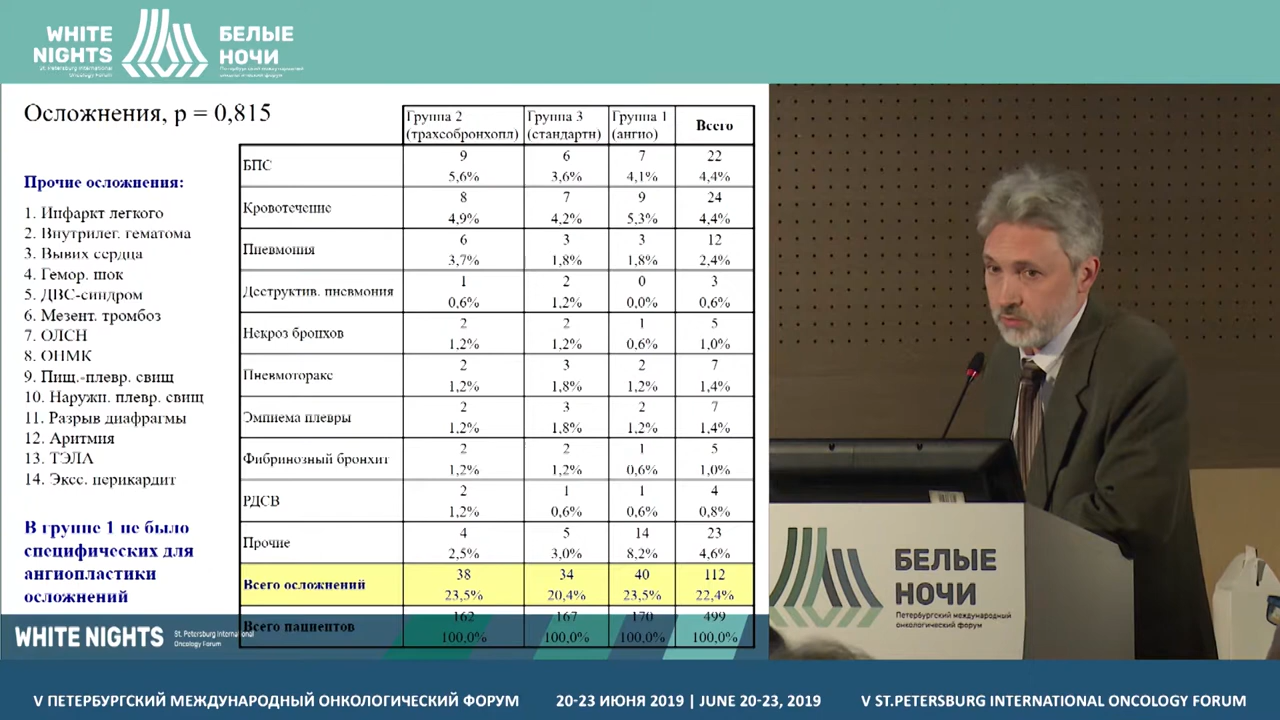 WHITE
NIGHTS
St. Petersburg International
Oncology Forum
БЕЛЫЕ
НОЧИ
Петербургский международный
онкологический форум
Осложнения, p = 0,815
Прочие осложнения:
1. Инфаркт легкого
2. Внутрилег. гематома
3. Вывих сердца
4. Гемор. шок
5. ДВС-синдром
6. Мезент. тромбоз
7. ОЛСН
8. ОНМК
9. Пищ.-плевр. свищ
10. Наружн. плевр. свищ
11. Разрыв диафрагмы
12. Аритмия
13. ТЭЛА
14. Эксс. перикардит
В группе 1 не было
специфических для
ангиопластики
осложнений
Группа 2 Группа 3 Группа 1 Всего
(трахеобронхопл) (стандартн) (ангио)
БПС 9 6 7 22
5,6% 3,6% 4,1% 4,4%
Кровотечение 8 7 9 24
4,9% 4,2% 5,3% 4,4%
Пневмония 6 3 3 12
3,7% 1,8% 1,8% 2,4%
Деструктив. пневмония 1 2 0 3
0,6% 1,2% 0,0% 0,6%
Некроз бронхов 2 2 1 5
1,2% 1,2% 0,6% 1,0%
Пневмоторакс 2 3 2 7
1,2% 1,8% 1,2% 1,4%
Эмпиема плевры 2 3 2 7
1,2% 1,8% 1,2% 1,4%
Фибринозный бронхит 2 2 1 5
1,2% 1,2% 0,6% 1,0%
РДСВ 2 1 1 4
1,2% 0,6% 0,6% 0,8%
Прочие 4 5 14 23
2,5% 3,0% 8,2% 4,6%
Всего осложнений 38 34 40 112
23,5% 20,4% 23,5% 22,4%
Всего пациентов 162 167 170 499
100,0% 100,0% 100,0% 100,0%
WHITE NIGHTS
St. Petersburg International
Oncology Forum
БЕЛЫЕ
НОЧИ
Петербургский международный
онкологический форум
V ПЕТЕРБУРГСКИЙ МЕЖДУНАРОДНЫЙ ОНКОЛОГИЧЕСКИЙ ФОРУМ 20-23 ИЮНЯ 2019 | JUNE 20-23, 2019 V ST.PETERSBURG INTERNATIONAL ONCOLOGY FORUM